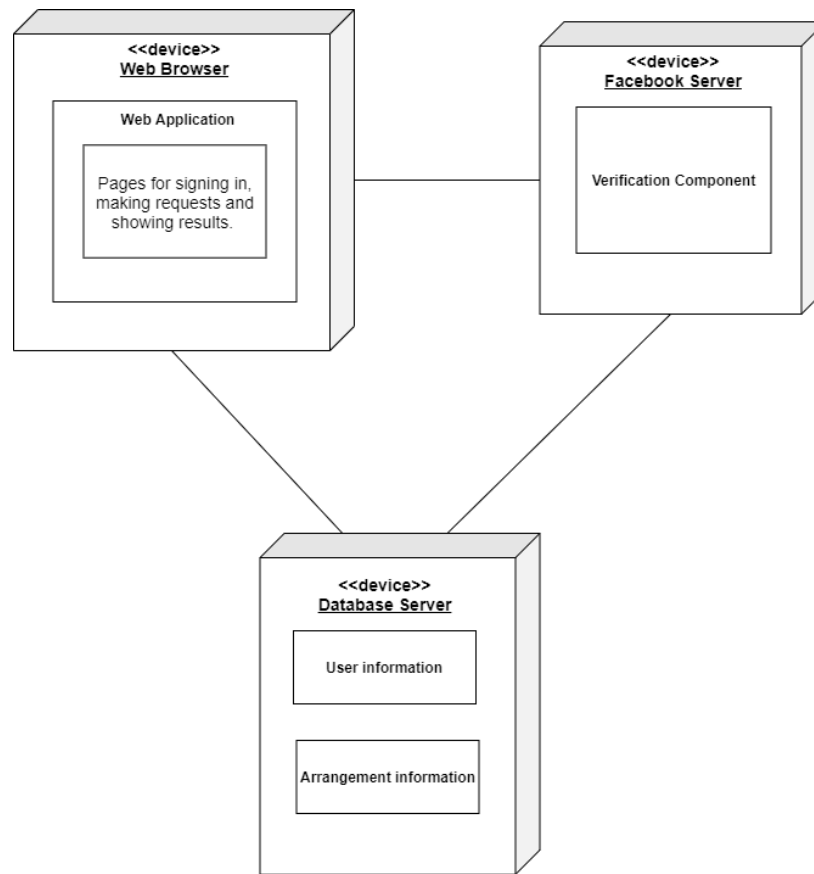 <<device>>
Web Browser
Web Application
Pages for signing in,
making requests and
showing results.
<<device>>
Facebook Server
Verification Component
<<device>>
Database Server
User information
Arrangement information